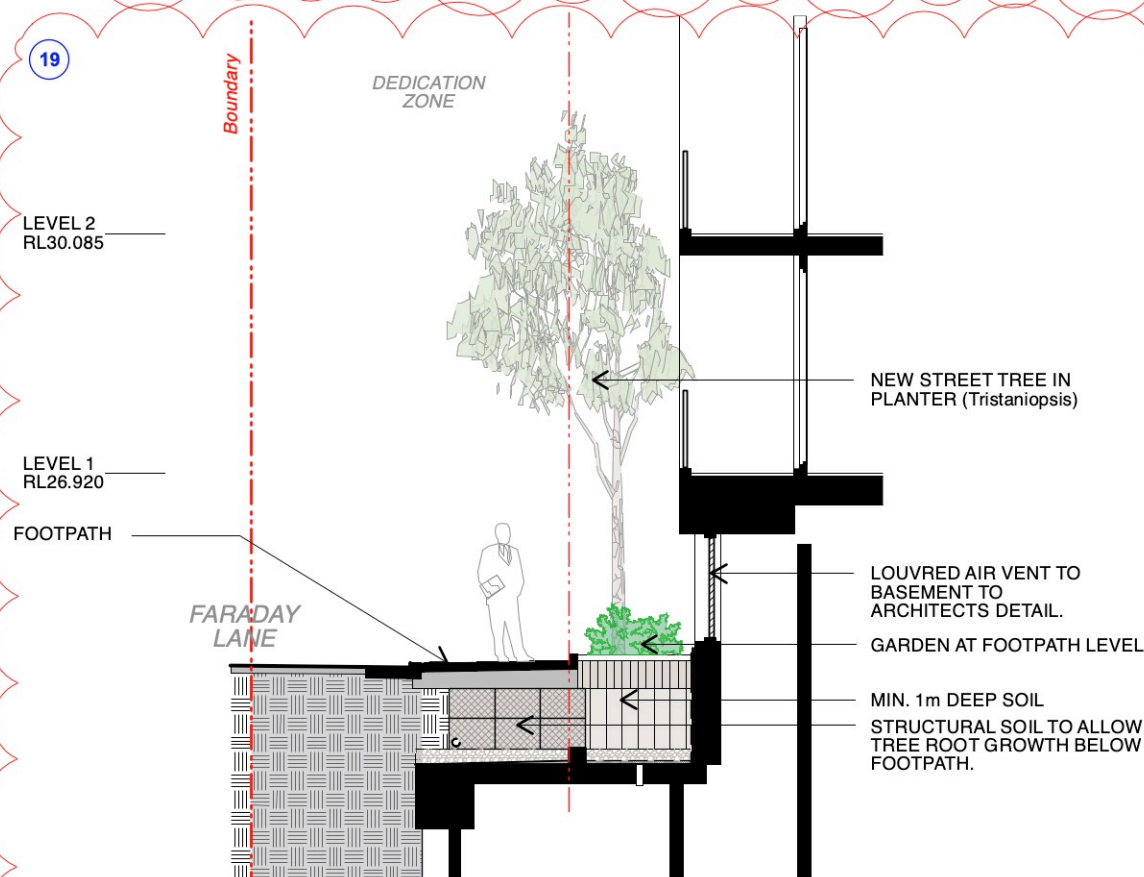 19
Boundary
DEDICATION
ZONE
LEVEL 2
RL30.085
NEW STREET TREE IN
PLANTER (Tristaniopsis)
LEVEL 1
RL26.920
FOOTPATH
LOUVRED AIR VENT TO
BASEMENT TO
ARCHITECTS DETAIL.
FARADAY
LANE
GARDEN AT FOOTPATH LEVEL
MIN. 1m DEEP SOIL
STRUCTURAL SOIL TO ALLOW
TREE ROOT GROWTH BELOW
FOOTPATH.